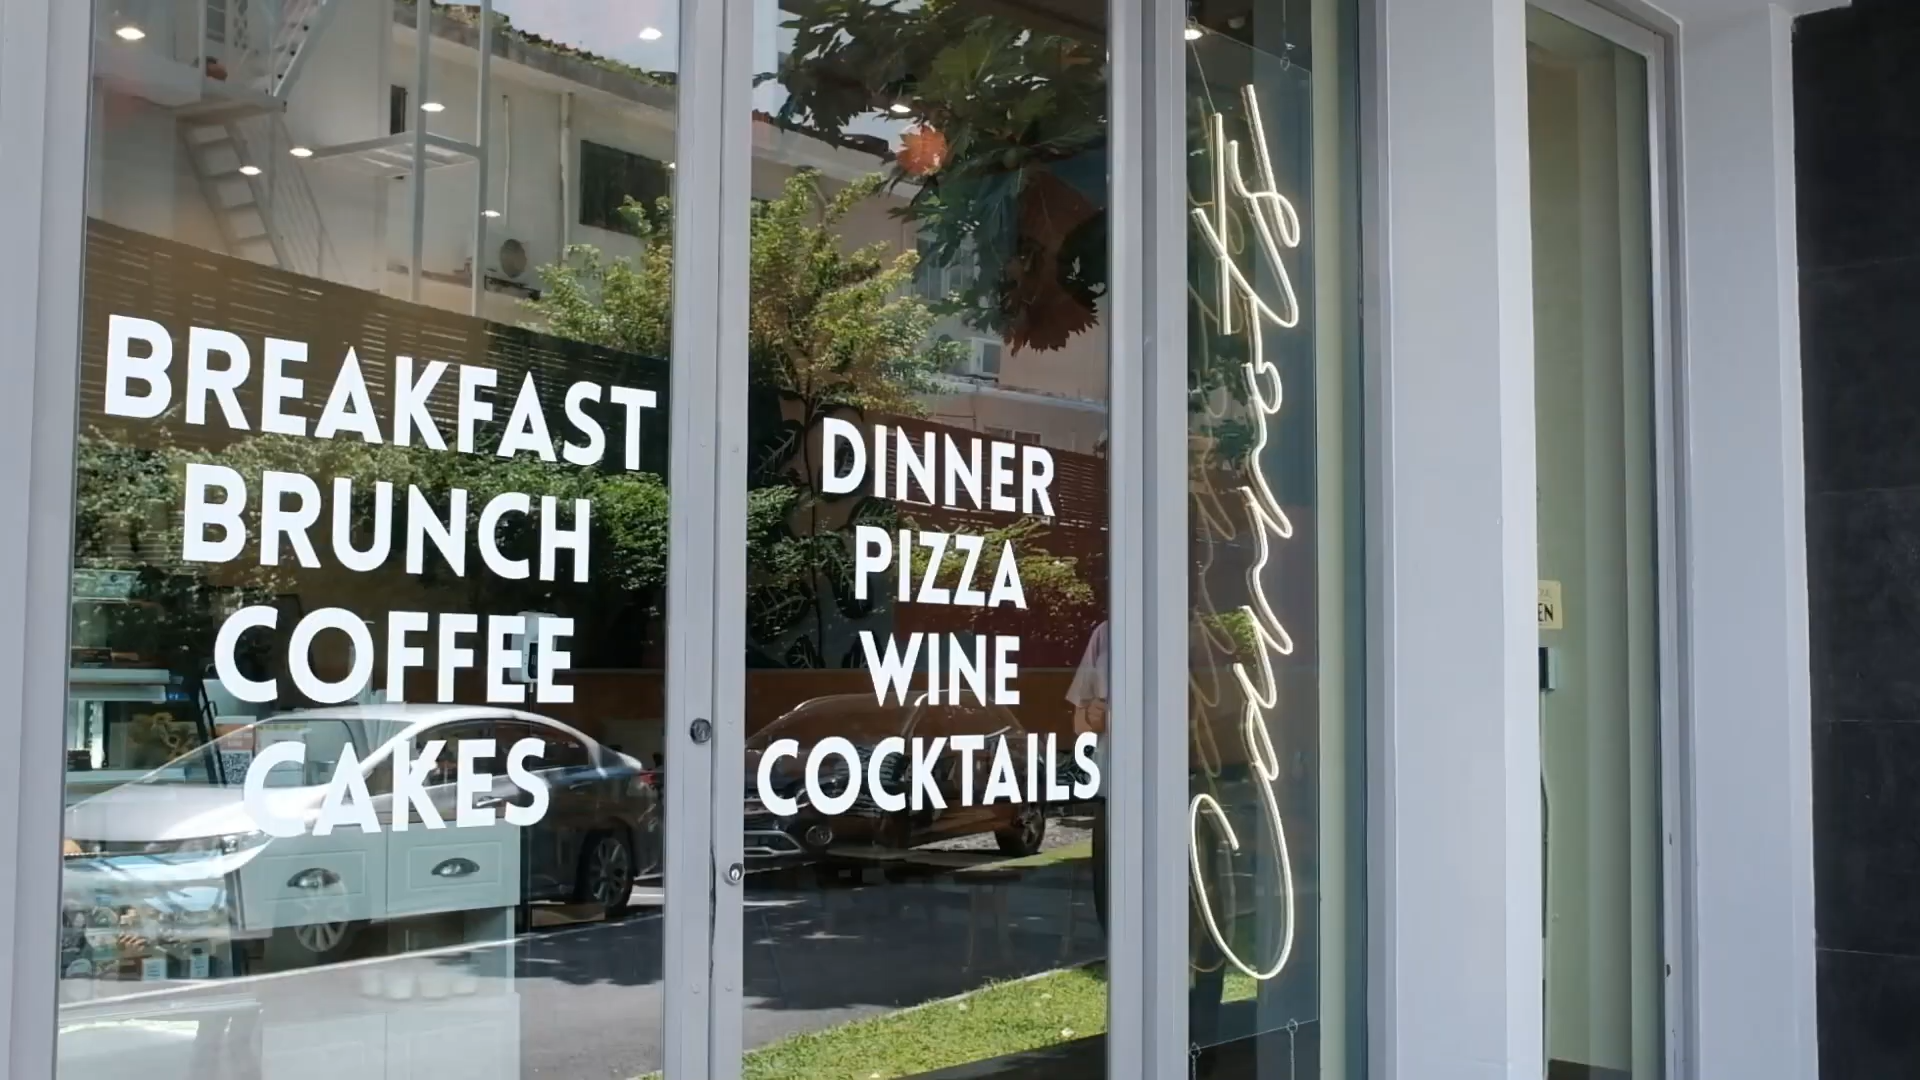 BREAKFAST
BRUNCH
COFFEE
CAKES
DINNER
PIZZA
WINE
COCKTAILS